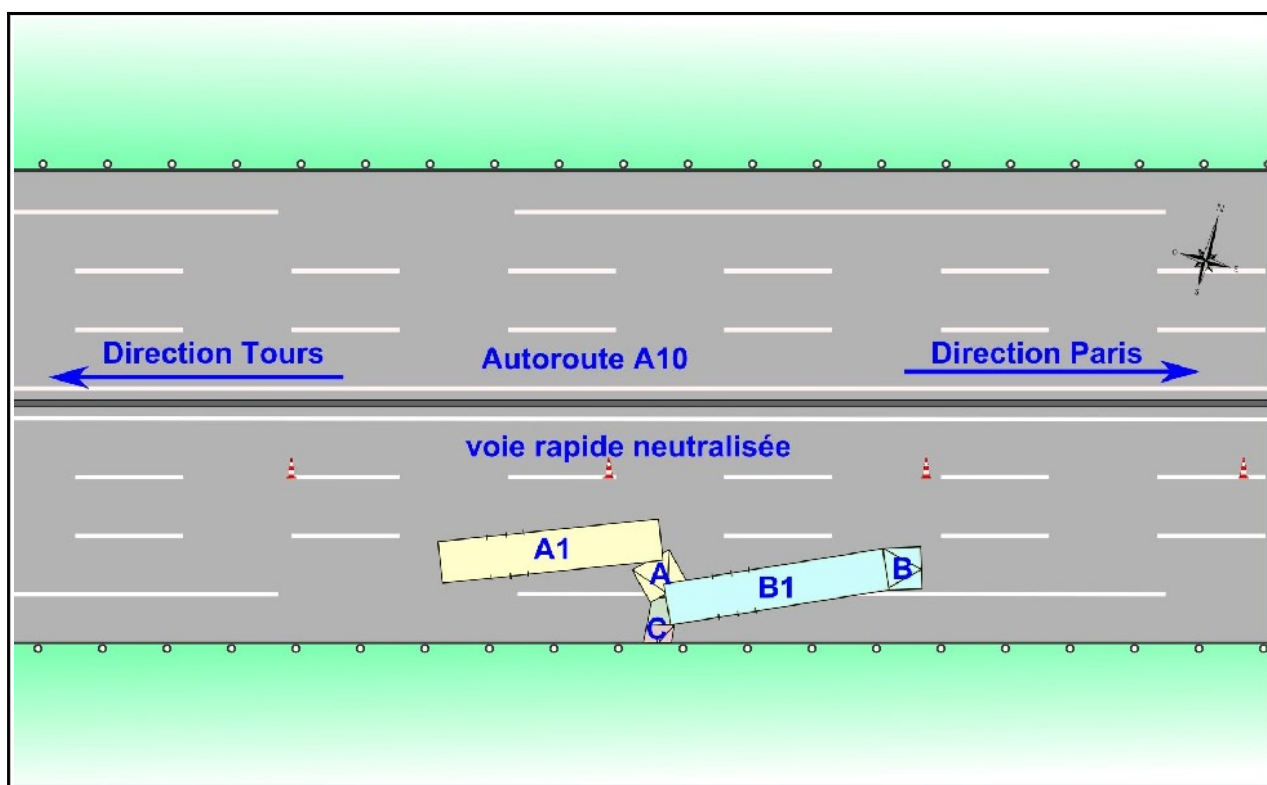 N
O
E
S
Direction Tours
Autoroute A10
Direction Paris
voie rapide neutralisée
A1
A
B1
B
C